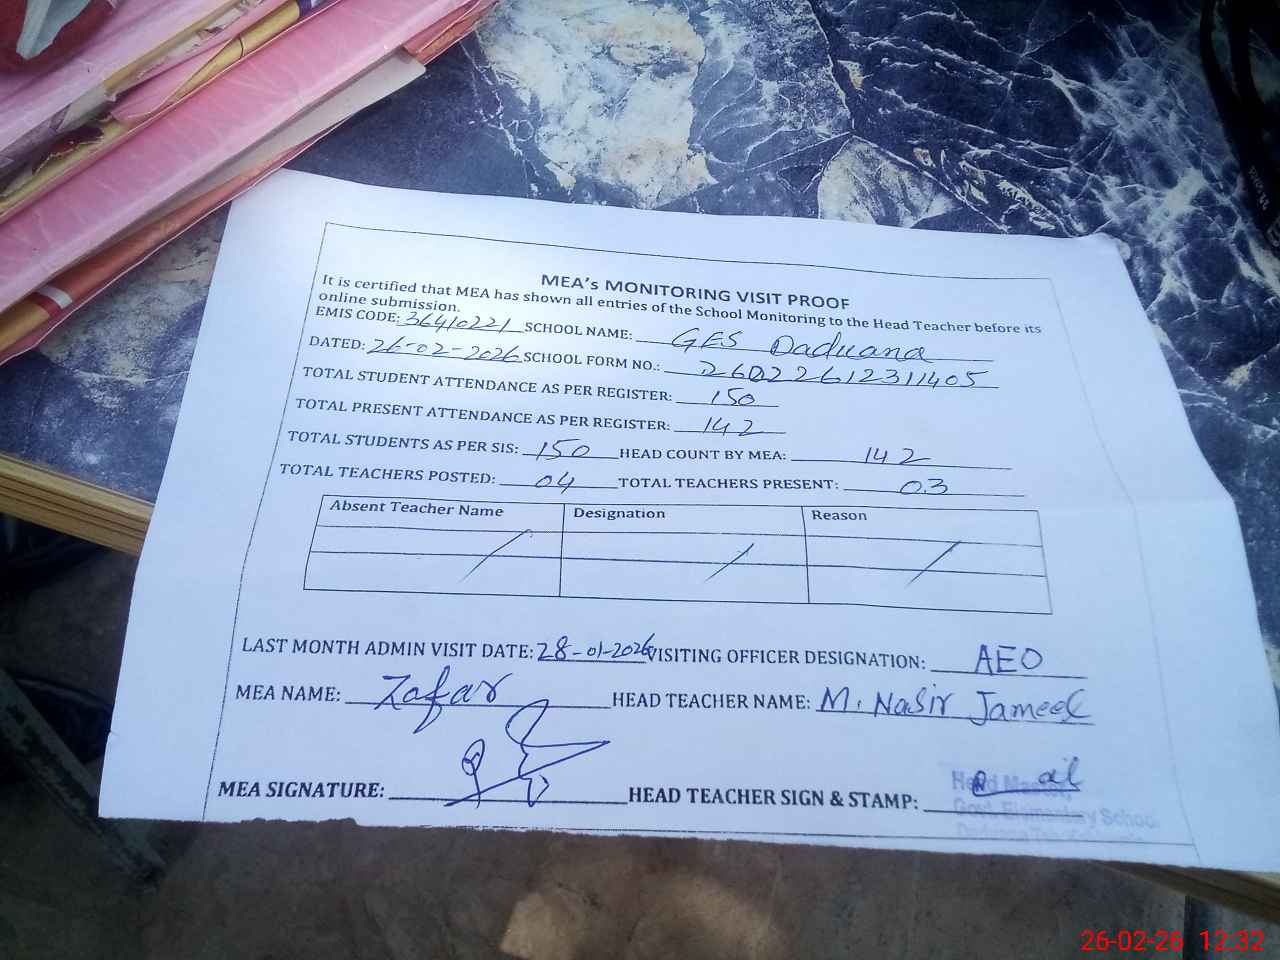 MEA's MONITORING VISIT PROOF
It is certified that MEA has shown all entries of the School Monitoring to the Head Teacher before its
online submission.
EMIS CODE: 36410221 SCHOOL NAME: GES Daduana
DATED: 26-02-2026 SCHOOL FORM NO.: 26022612311405
TOTAL STUDENT ATTENDANCE AS PER REGISTER: 150
TOTAL PRESENT ATTENDANCE AS PER REGISTER: 142
TOTAL STUDENTS AS PER SIS: 150 HEAD COUNT BY MEA: 142
TOTAL TEACHERS POSTED: 04 TOTAL TEACHERS PRESENT: 03
Absent Teacher Name Designation Reason
LAST MONTH ADMIN VISIT DATE: 28-01-2026 VISITING OFFICER DESIGNATION: AEO
MEA NAME: Zafar HEAD TEACHER NAME: M. Nasir Jameel
MEA SIGNATURE: HEAD TEACHER SIGN & STAMP:
Head
Govt. Elementary School
26-02-26 12:32